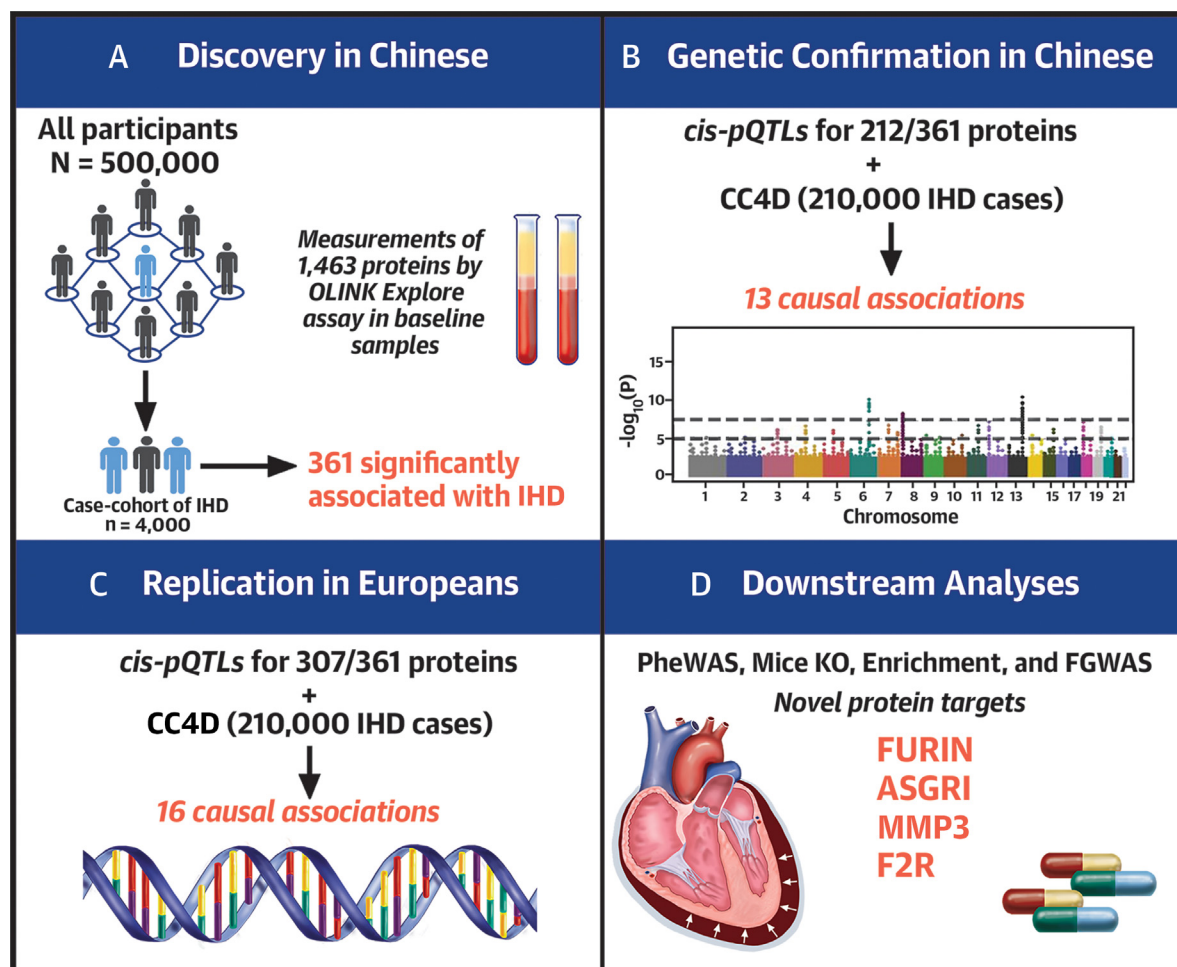 A Discovery in Chinese
All participants
N = 500,000
Measurements of
1,463 proteins by
OLINK Explore
assay in baseline
samples
Case-cohort of IHD
n = 4,000
361 significantly
associated with IHD
B Genetic Confirmation in Chinese
cis-pQTLs for 212/361 proteins
+
CC4D (210,000 IHD cases)
13 causal associations
-log10(P)
15
10
5
0
1 2 3 4 5 6 7 8 9 10 11 12 13 15 17 19 21
Chromosome
C Replication in Europeans
cis-pQTLs for 307/361 proteins
+
CC4D (210,000 IHD cases)
16 causal associations
D Downstream Analyses
PheWAS, Mice KO, Enrichment, and FGWAS
Novel protein targets
FURIN
ASGRI
MMP3
F2R